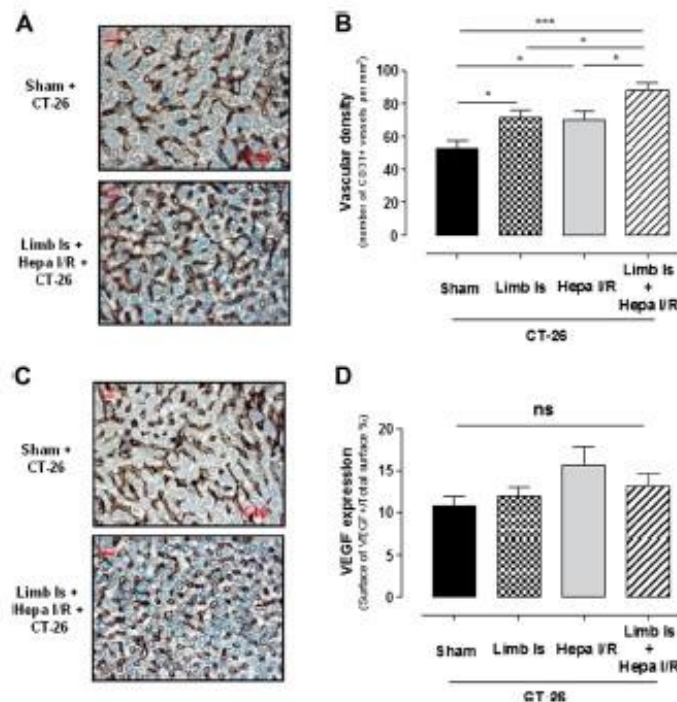 A
Sham +
CT-26
Limb Is +
Hepa I/R +
CT-26
B
***
*
*
*
*
Vascular density
(number of CD31+ vessels per mm²)
100
80
60
40
20
0
Sham
Limb Is
Hepa I/R
Limb Is
+
Hepa I/R
CT-26
C
Sham +
CT-26
Limb Is +
Hepa I/R +
CT-26
D
ns
VEGF expression
(Surface of VEGF+/Total surface %)
20
15
10
5
0
Sham
Limb Is
Hepa I/R
Limb Is
+
Hepa I/R
CT-26